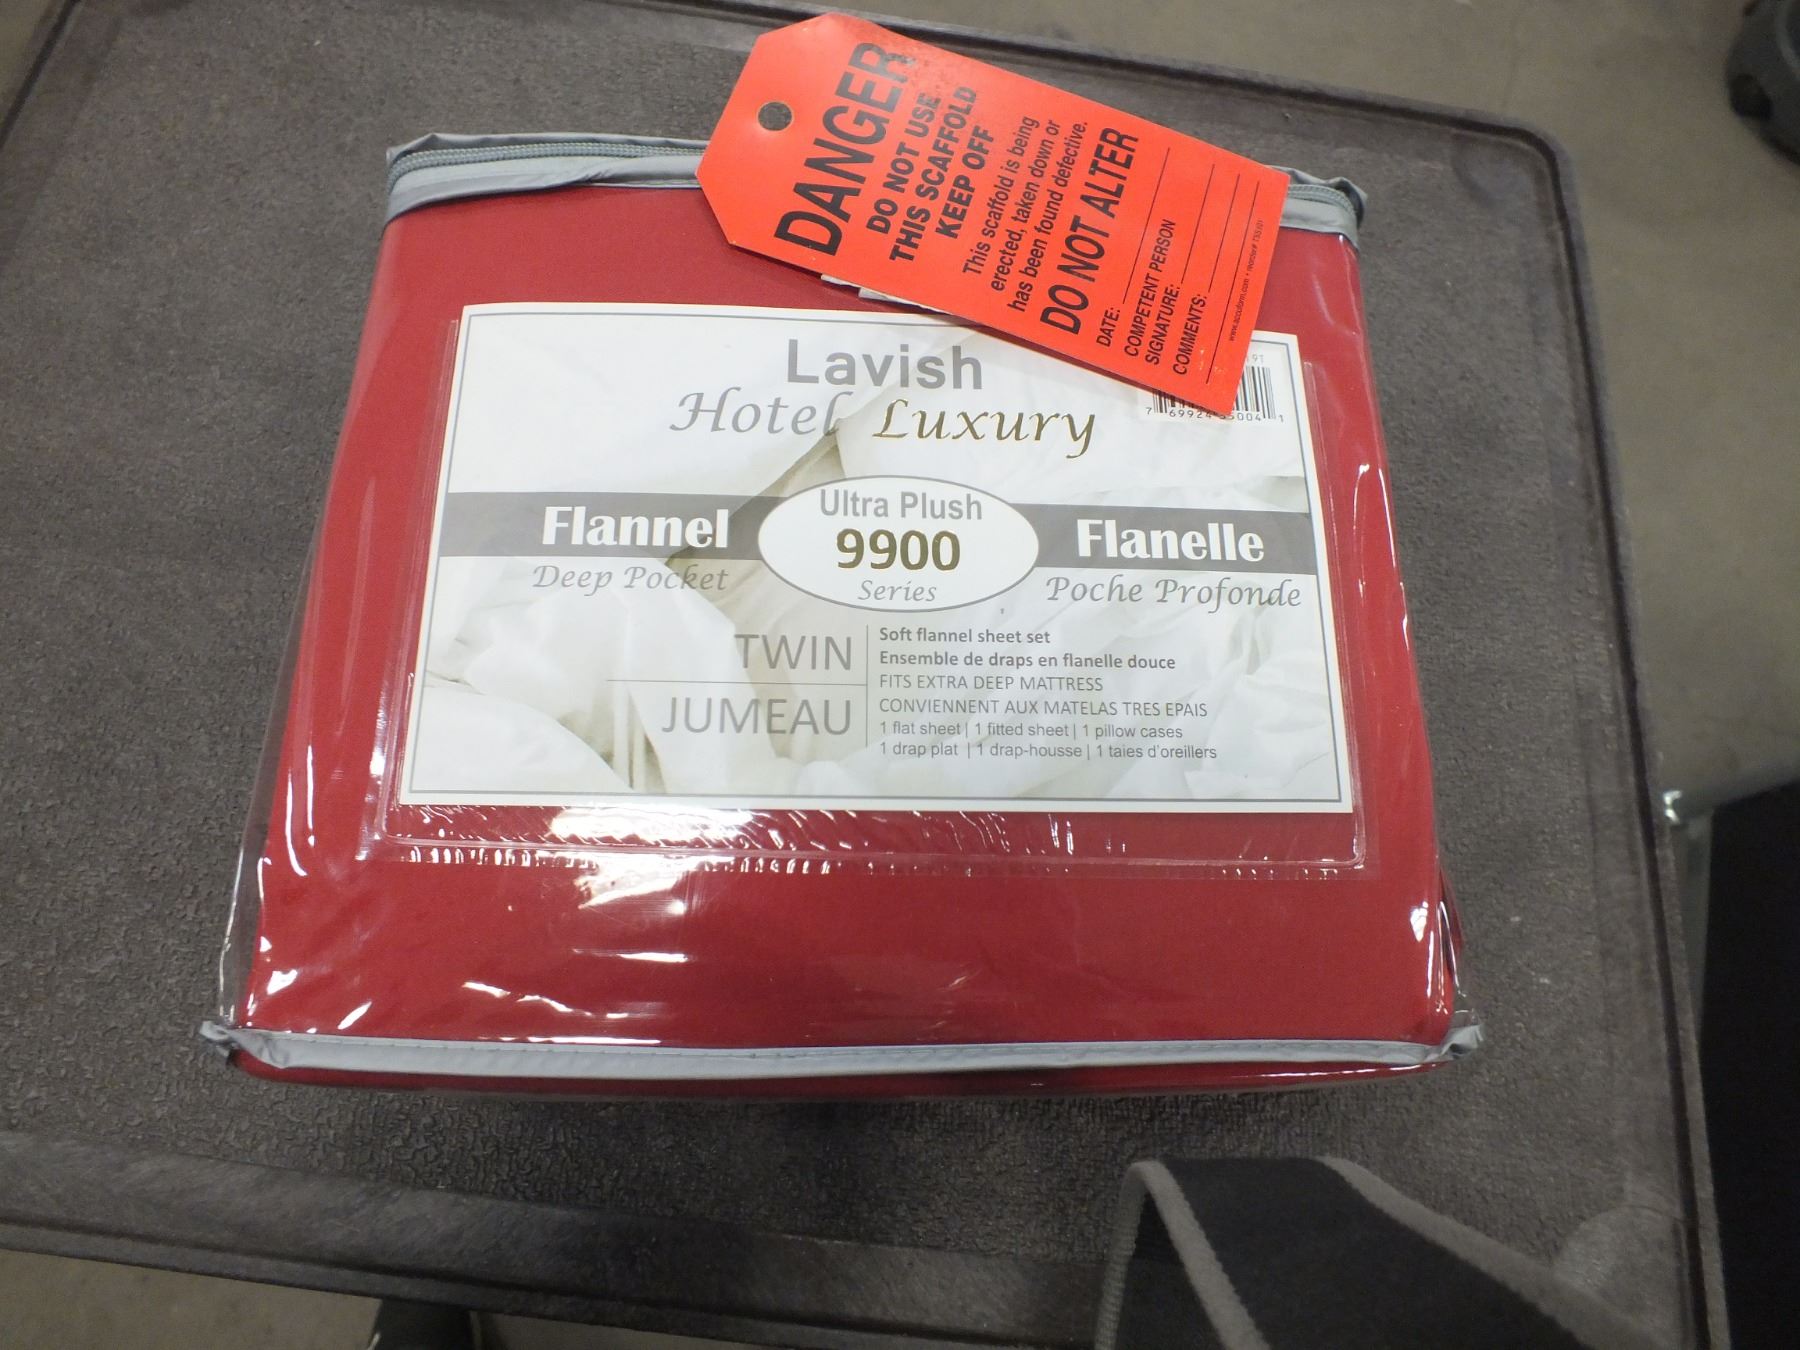 DANGER
DO NOT USE
THIS SCAFFOLD
KEEP OFF
This scaffold is being
erected, taken down or
has been found defective.
DO NOT ALTER
DATE:
COMPETENT PERSON
SIGNATURE:
COMMENTS:
www.accuform.com • reorder#
Lavish
Hotel Luxury
Flannel
Deep Pocket
Ultra Plush
9900
Series
Flanelle
Poche Profonde
TWIN
JUMEAU
Soft flannel sheet set
Ensemble de draps en flanelle douce
FITS EXTRA DEEP MATTRESS
CONVIENNENT AUX MATELAS TRES EPAIS
1 flat sheet | 1 fitted sheet | 1 pillow cases
1 drap plat | 1 drap-housse | 1 taies d'oreillers